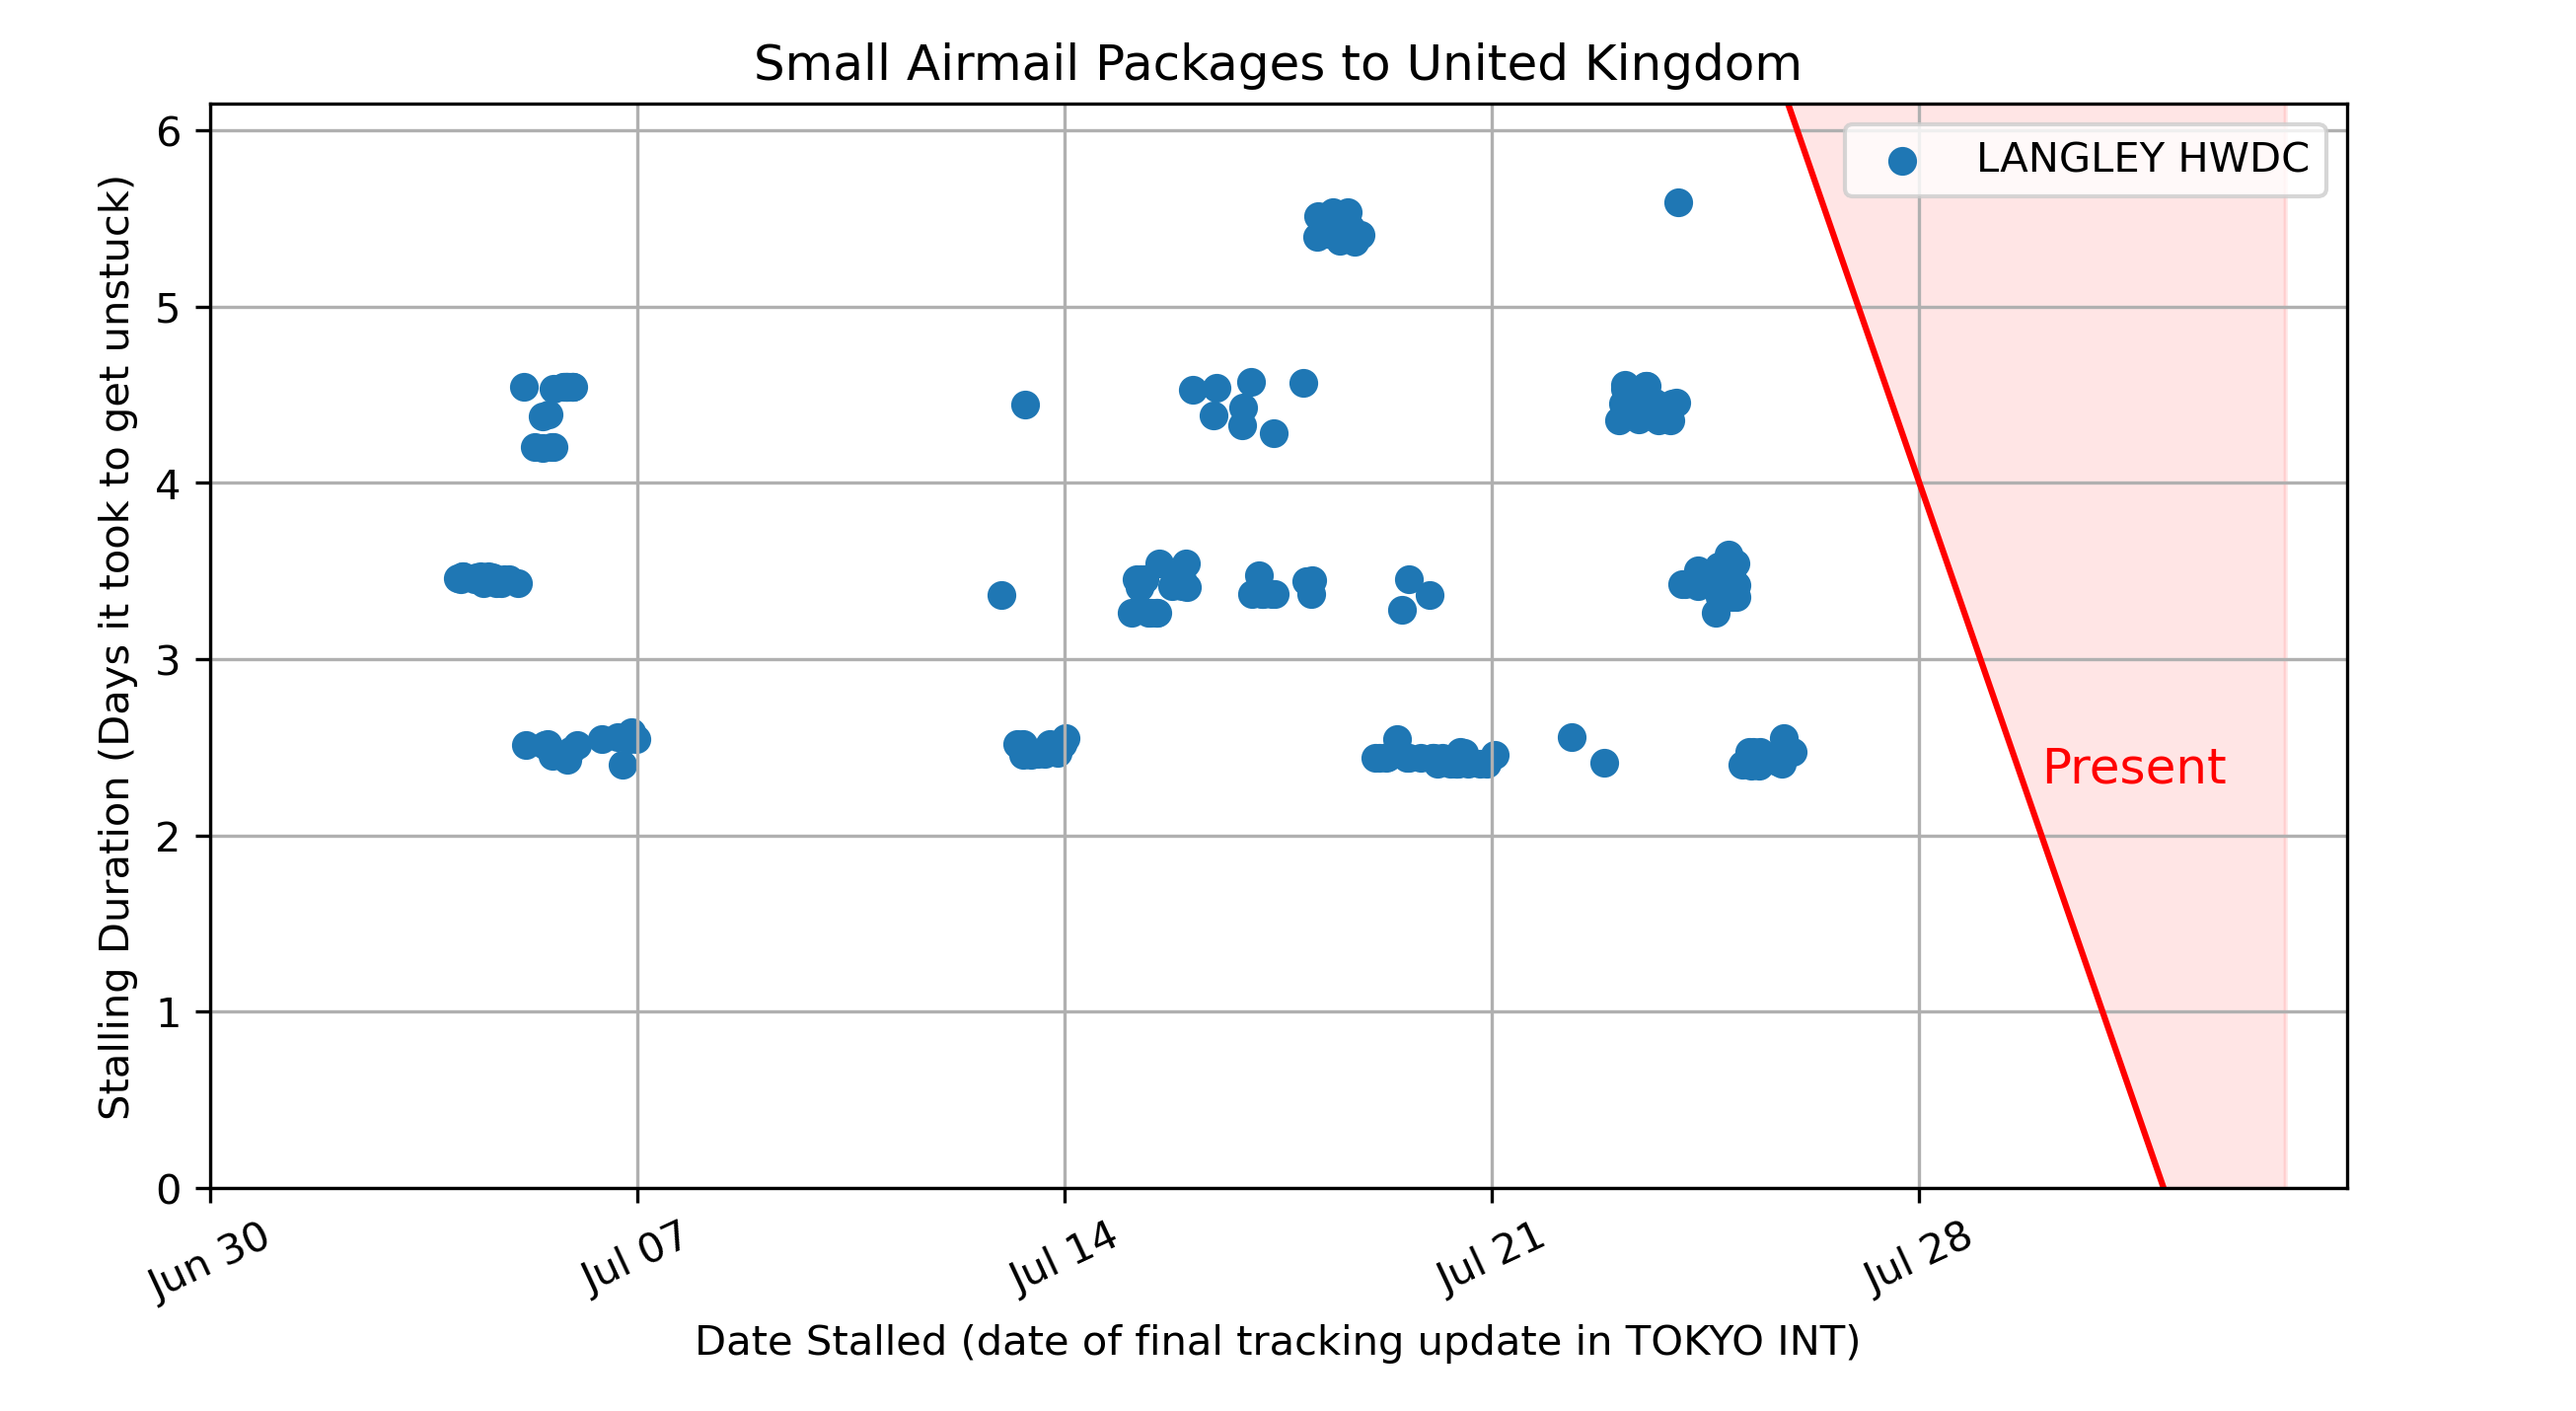 Small Airmail Packages to United Kingdom
LANGLEY HWDC
Stalling Duration (Days it took to get unstuck)
6
5
4
3
2
1
0
Present
Jun 30
Jul 07
Jul 14
Jul 21
Jul 28
Date Stalled (date of final tracking update in TOKYO INT)